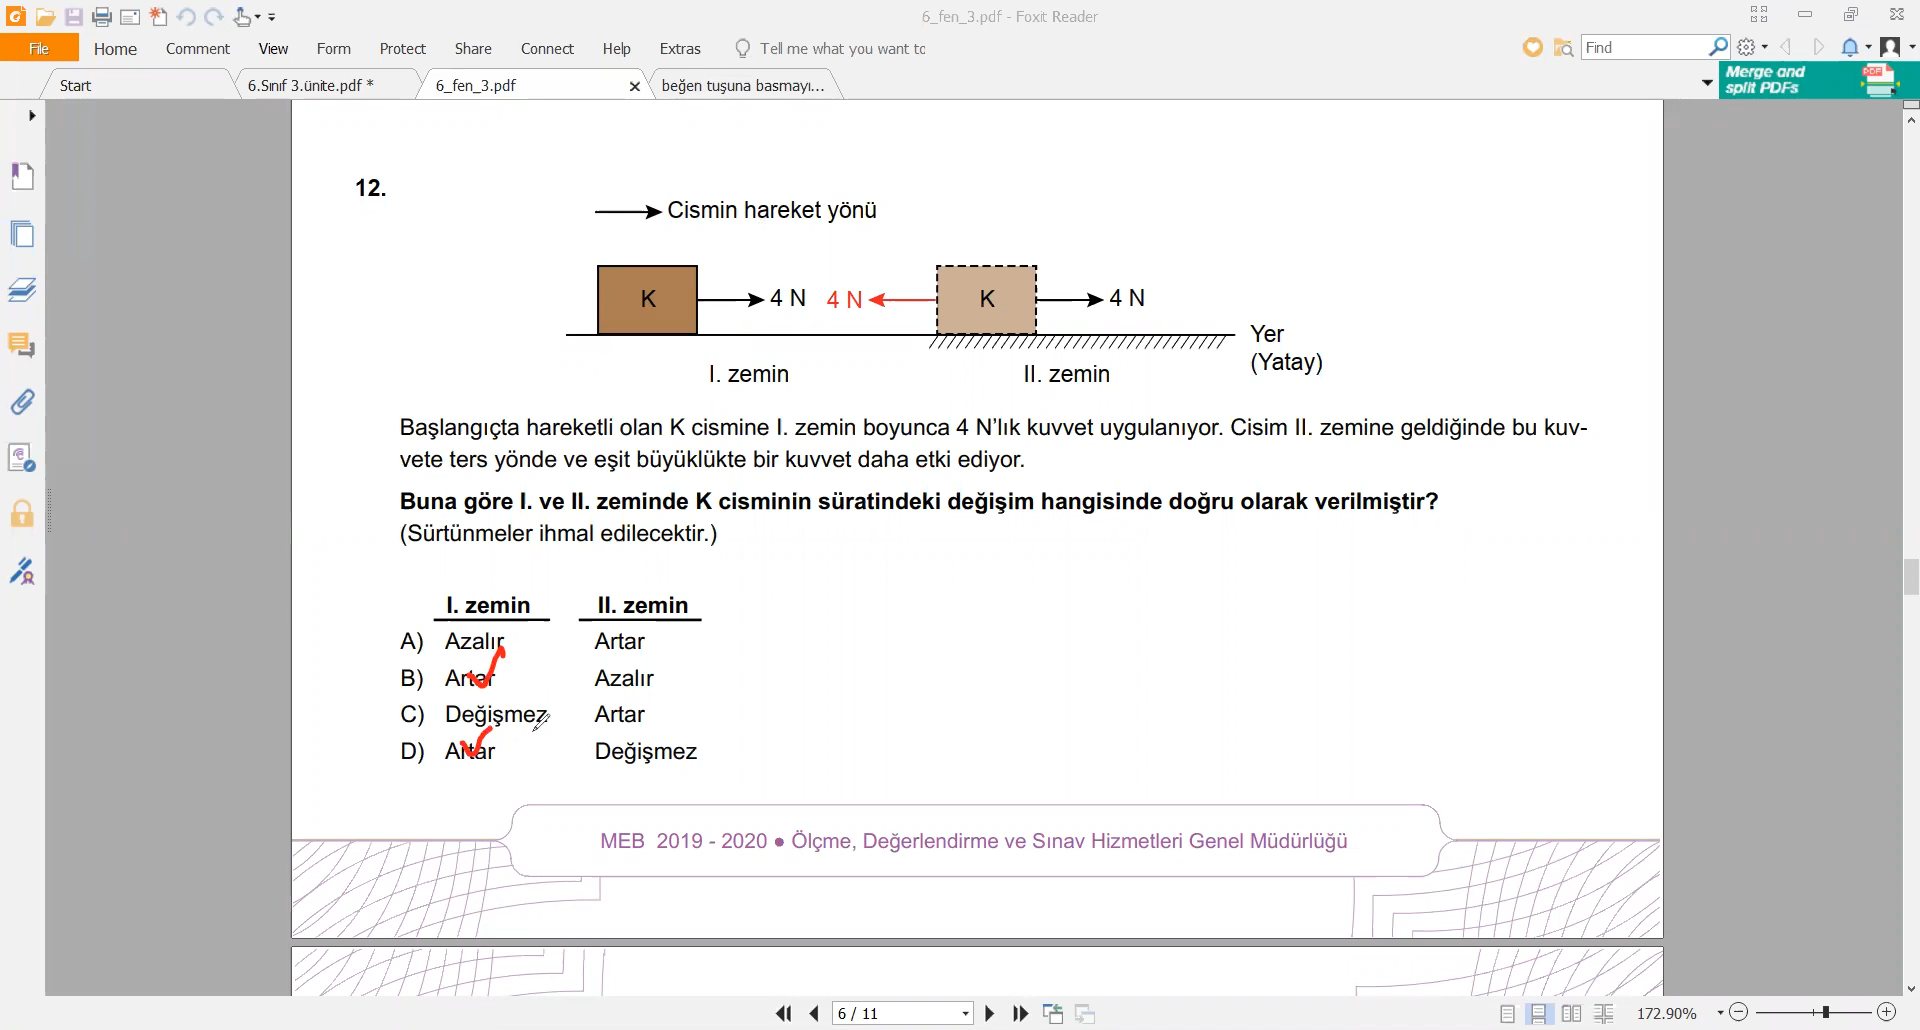 6_fen_3.pdf - Foxit Reader
File Home Comment View Form Protect Share Connect Help Extras Tell me what you want to
Find
Start 6.Sınıf 3.ünite.pdf * 6_fen_3.pdf beğen tuşuna basmayı...
Merge and
split PDFs
PDF
12.
Cismin hareket yönü
K 4 N 4 N K 4 N
Yer
(Yatay)
I. zemin II. zemin
Başlangıçta hareketli olan K cismine I. zemin boyunca 4 N’lık kuvvet uygulanıyor. Cisim II. zemine geldiğinde bu kuv-
vete ters yönde ve eşit büyüklükte bir kuvvet daha etki ediyor.
Buna göre I. ve II. zeminde K cisminin süratindeki değişim hangisinde doğru olarak verilmiştir?
(Sürtünmeler ihmal edilecektir.)
I. zemin II. zemin
A) Azalır Artar
B) Artar Azalır
C) Değişmez Artar
D) Artar Değişmez
MEB 2019 - 2020 ● Ölçme, Değerlendirme ve Sınav Hizmetleri Genel Müdürlüğü
6 / 11
172.90%